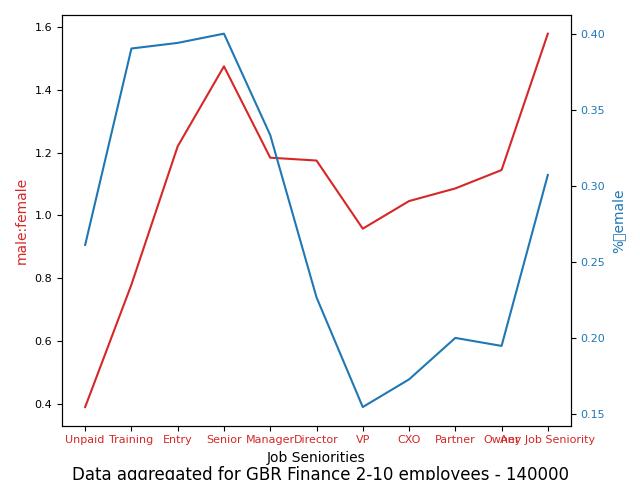 1.6
1.4
1.2
1.0
0.8
0.6
0.4
male:female
0.40
0.35
0.30
0.25
0.20
0.15
%▯emale
Unpaid Training Entry Senior Manager Director VP CXO Partner Owner Any Job Seniority
Job Seniorities
Data aggregated for GBR Finance 2-10 employees - 140000